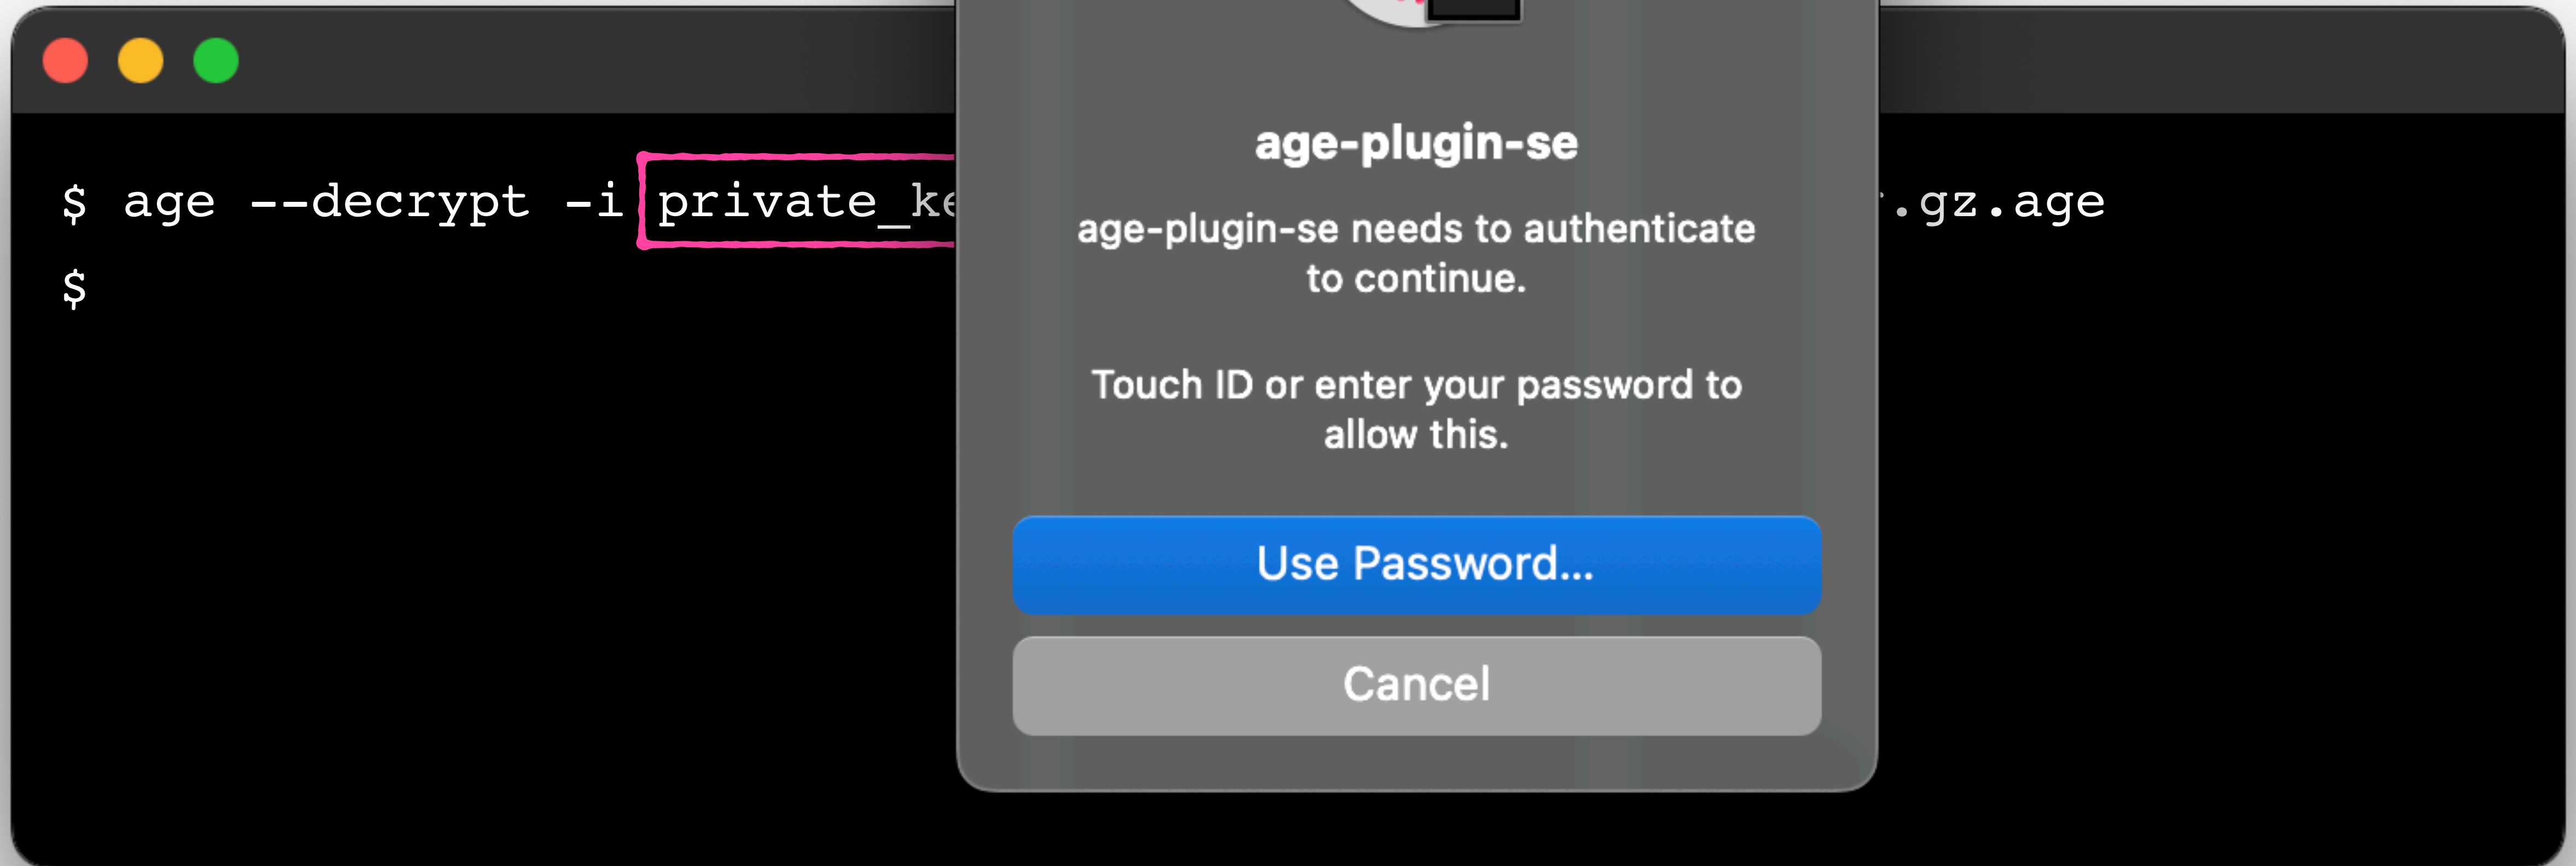 $ age --decrypt -i private_ke .gz.age
$
age-plugin-se
age-plugin-se needs to authenticate
to continue.
Touch ID or enter your password to
allow this.
Use Password...
Cancel